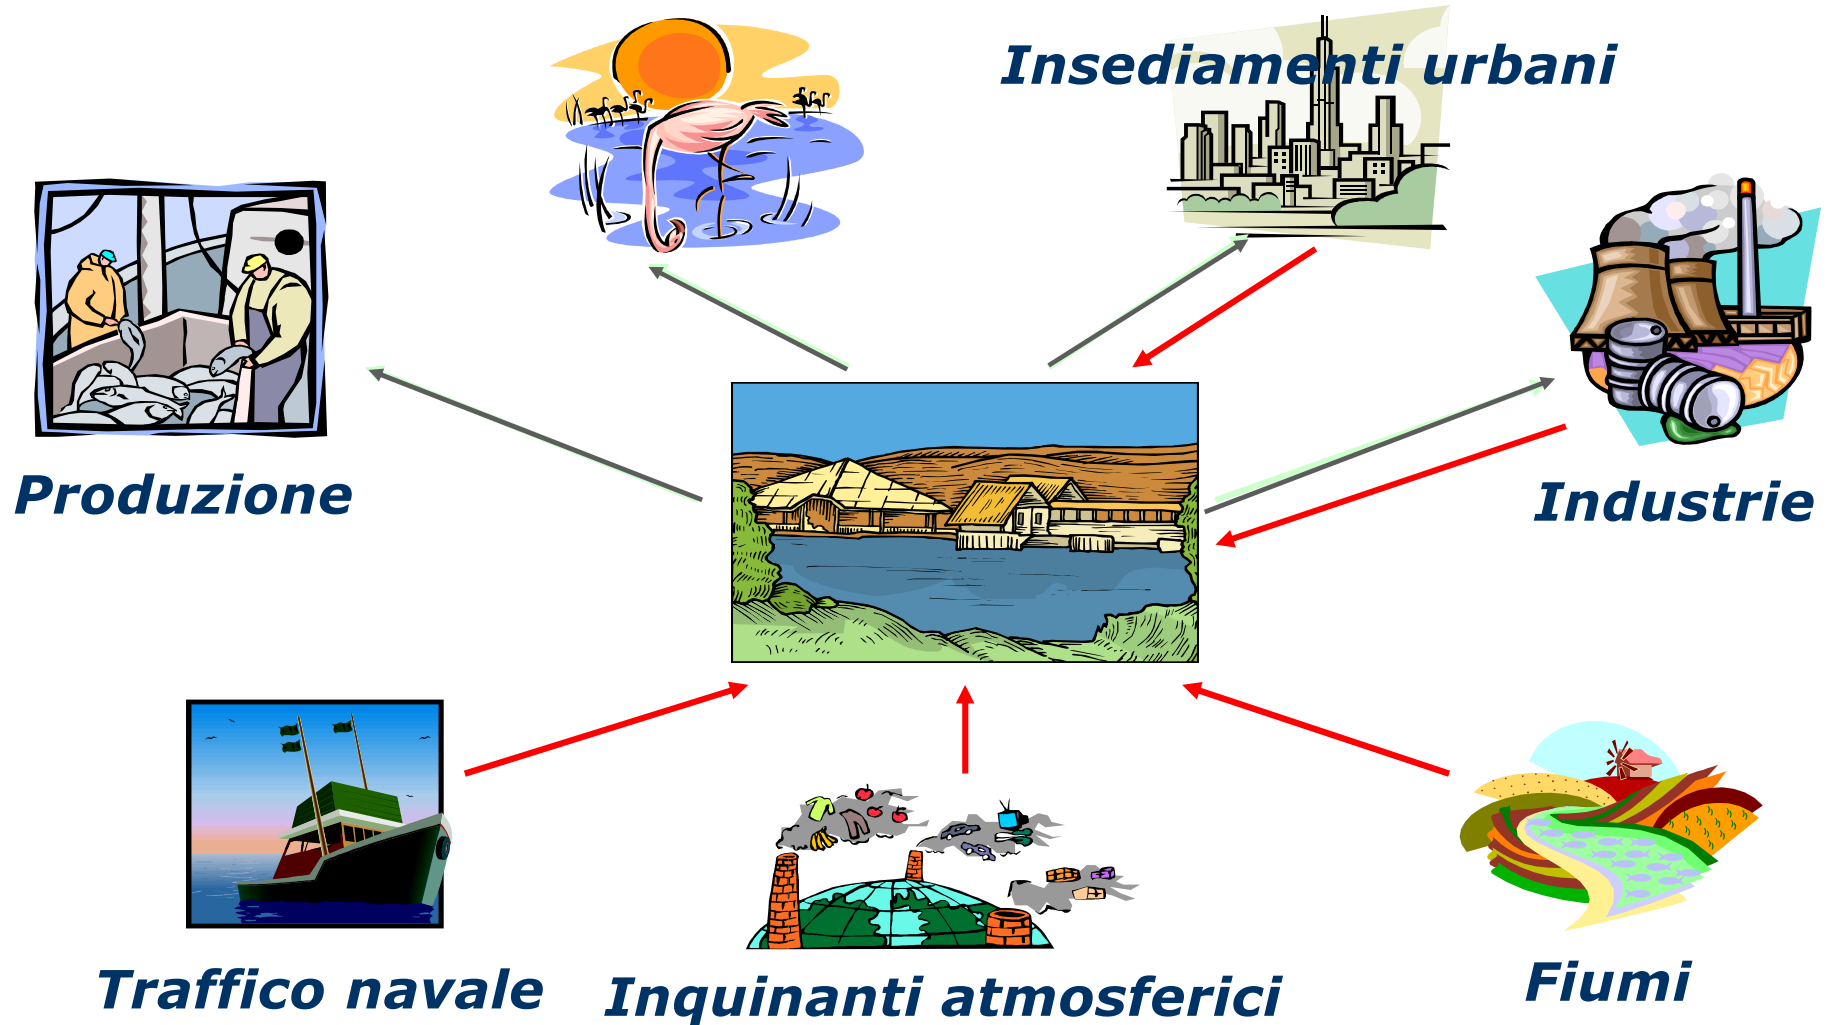 Insediamenti urbani
Produzione
Industrie
Traffico navale
Inquinanti atmosferici
Fiumi